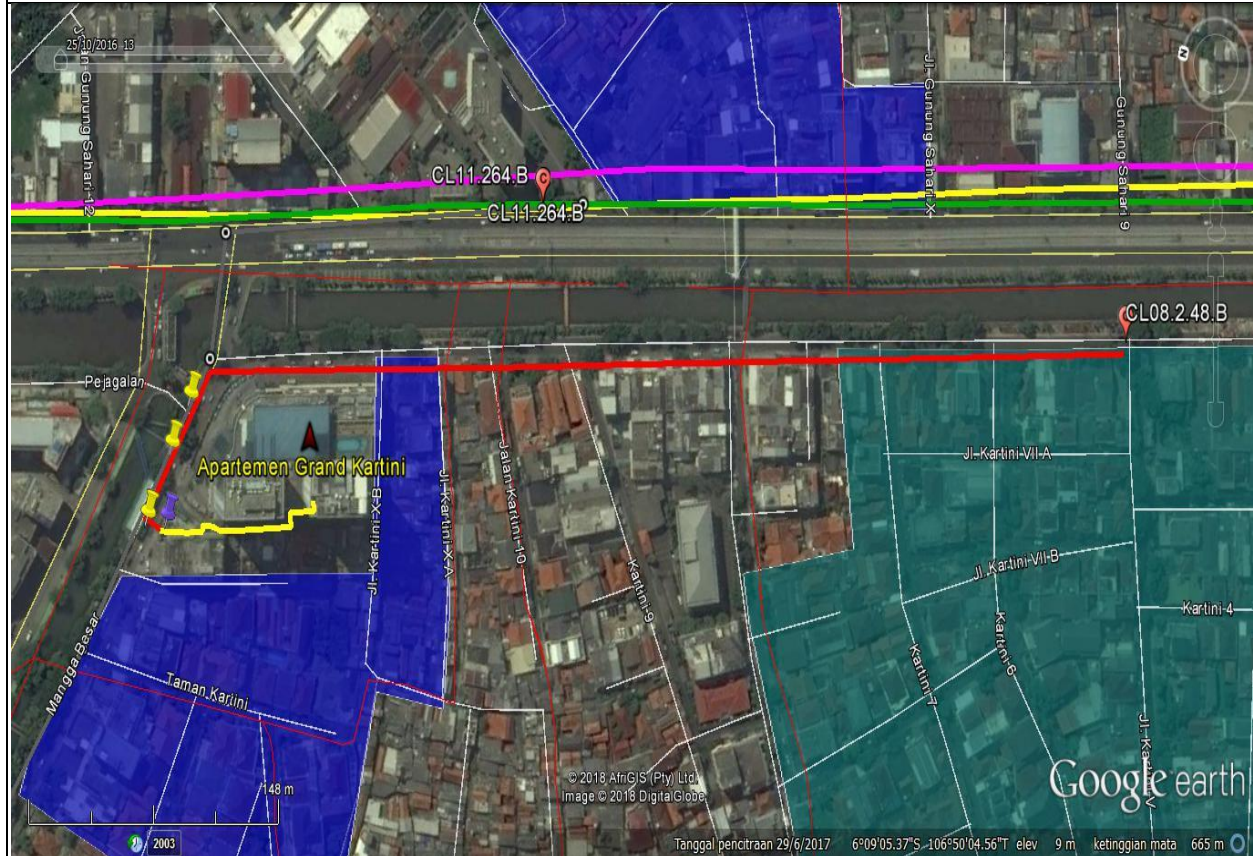 25/10/2016 13
Jalan Gunung Sahari 12
Jl. Gunung Sahari X
Gunung Sahari 9
N
CL11.264.B
C
CL11.264.B
CL08.2.48.B
Pejagalan
Apartemen Grand Kartini
Jl. Kartini X-B
Jl. Kartini X A
Jalan Kartini 10
Kartini 9
Jl. Kartini VII A
Jl. Kartini VII B
Kartini 4
Kartini 6
Kartini 7
Mangga Besar
Taman Kartini
148 m
© 2018 AfriGIS (Pty) Ltd.
Image © 2018 DigitalGlobe
Google earth
2003
Tanggal pencitraan 29/6/2017 6°09'05.37"S 106°50'04.56"T elev 9 m ketinggian mata 665 m